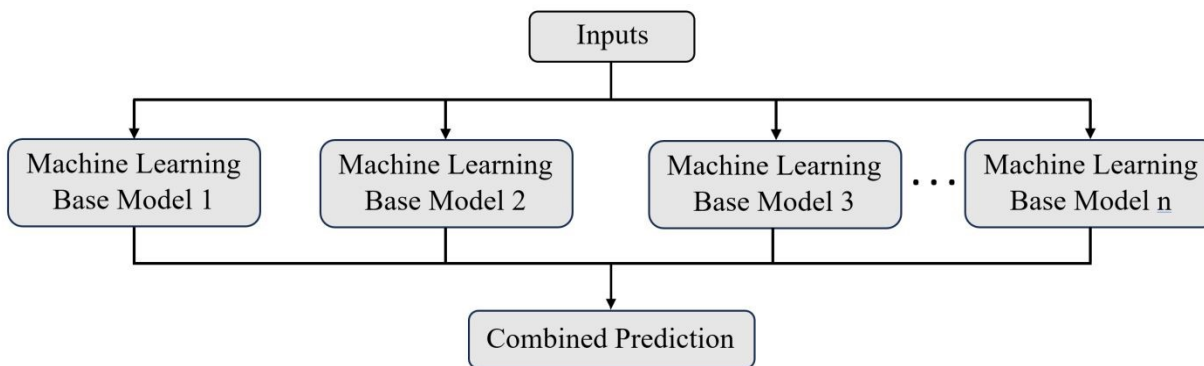 Inputs
Machine Learning
Base Model 1
Machine Learning
Base Model 2
Machine Learning
Base Model 3
...
Machine Learning
Base Model n
Combined Prediction